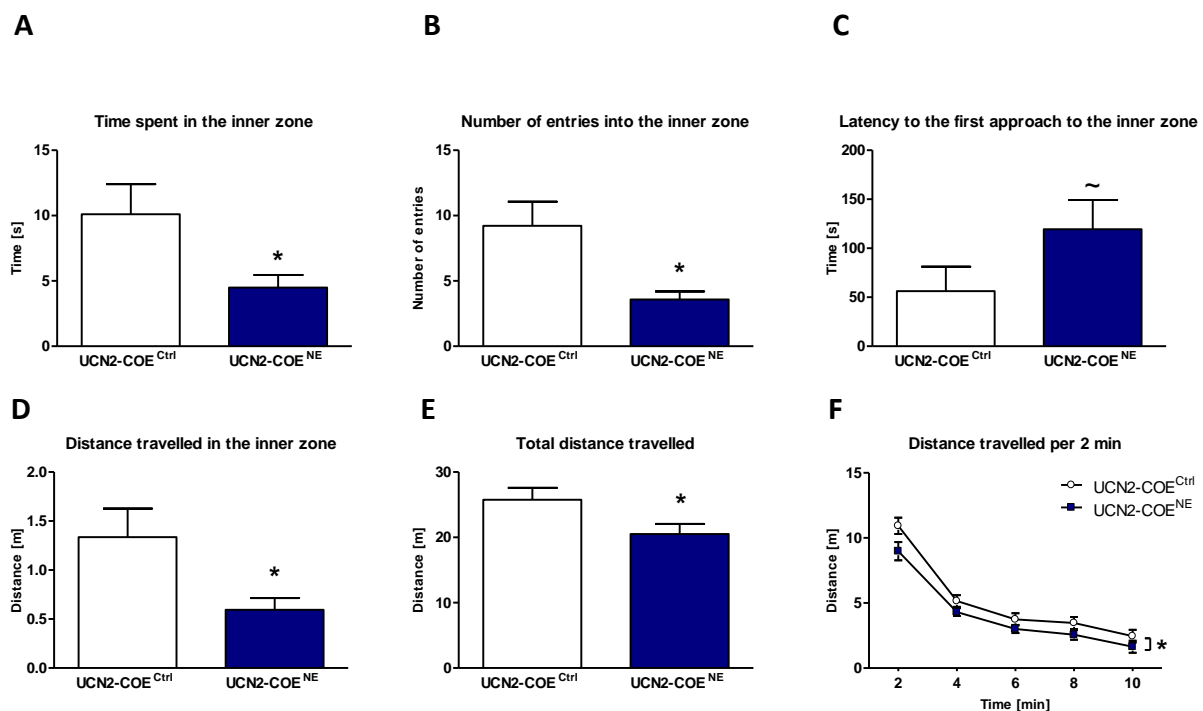 A
B
C
Time spent in the inner zone
15
10
5
0
Time [s]
*
UCN2-COE^Ctrl
UCN2-COE^NE
Number of entries into the inner zone
15
10
5
0
Number of entries
*
UCN2-COE^Ctrl
UCN2-COE^NE
Latency to the first approach to the inner zone
200
150
100
50
0
Time [s]
~
UCN2-COE^Ctrl
UCN2-COE^NE
D
E
F
Distance travelled in the inner zone
2.0
1.5
1.0
0.5
0.0
Distance [m]
*
UCN2-COE^Ctrl
UCN2-COE^NE
Total distance travelled
30
20
10
0
Distance [m]
*
UCN2-COE^Ctrl
UCN2-COE^NE
Distance travelled per 2 min
15
10
5
0
Distance [m]
UCN2-COE^Ctrl
UCN2-COE^NE
*
2 4 6 8 10
Time [min]